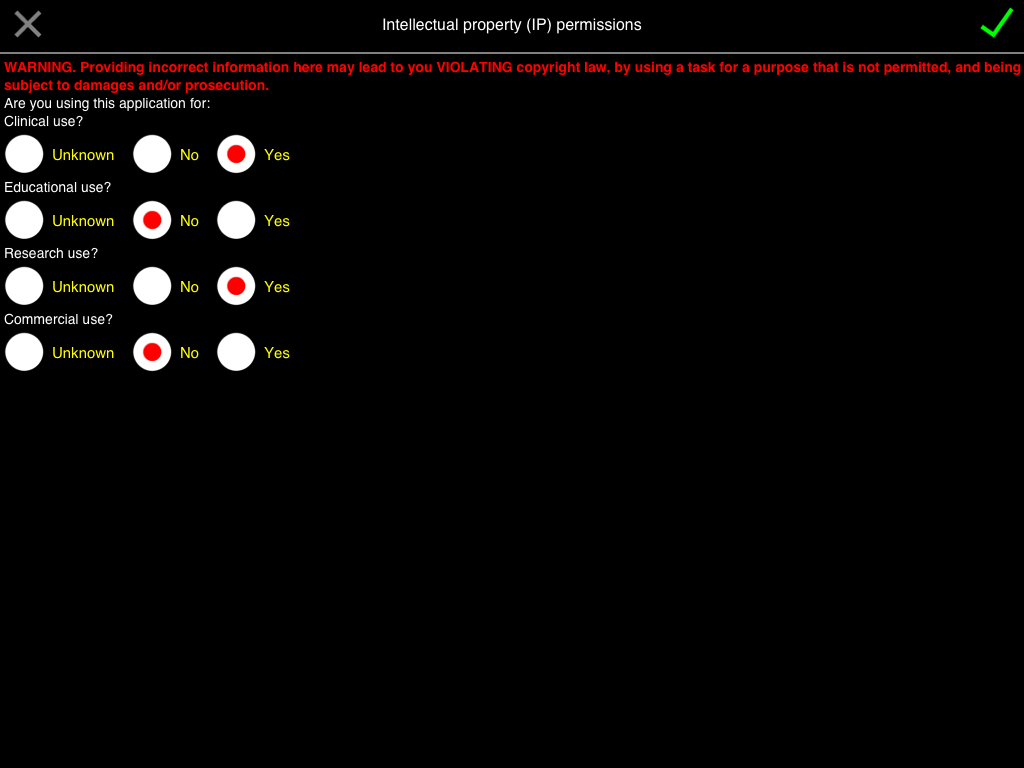 Intellectual property (IP) permissions
WARNING. Providing incorrect information here may lead to you VIOLATING copyright law, by using a task for a purpose that is not permitted, and being
subject to damages and/or prosecution.
Are you using this application for:
Clinical use?
Unknown No Yes
Educational use?
Unknown No Yes
Research use?
Unknown No Yes
Commercial use?
Unknown No Yes